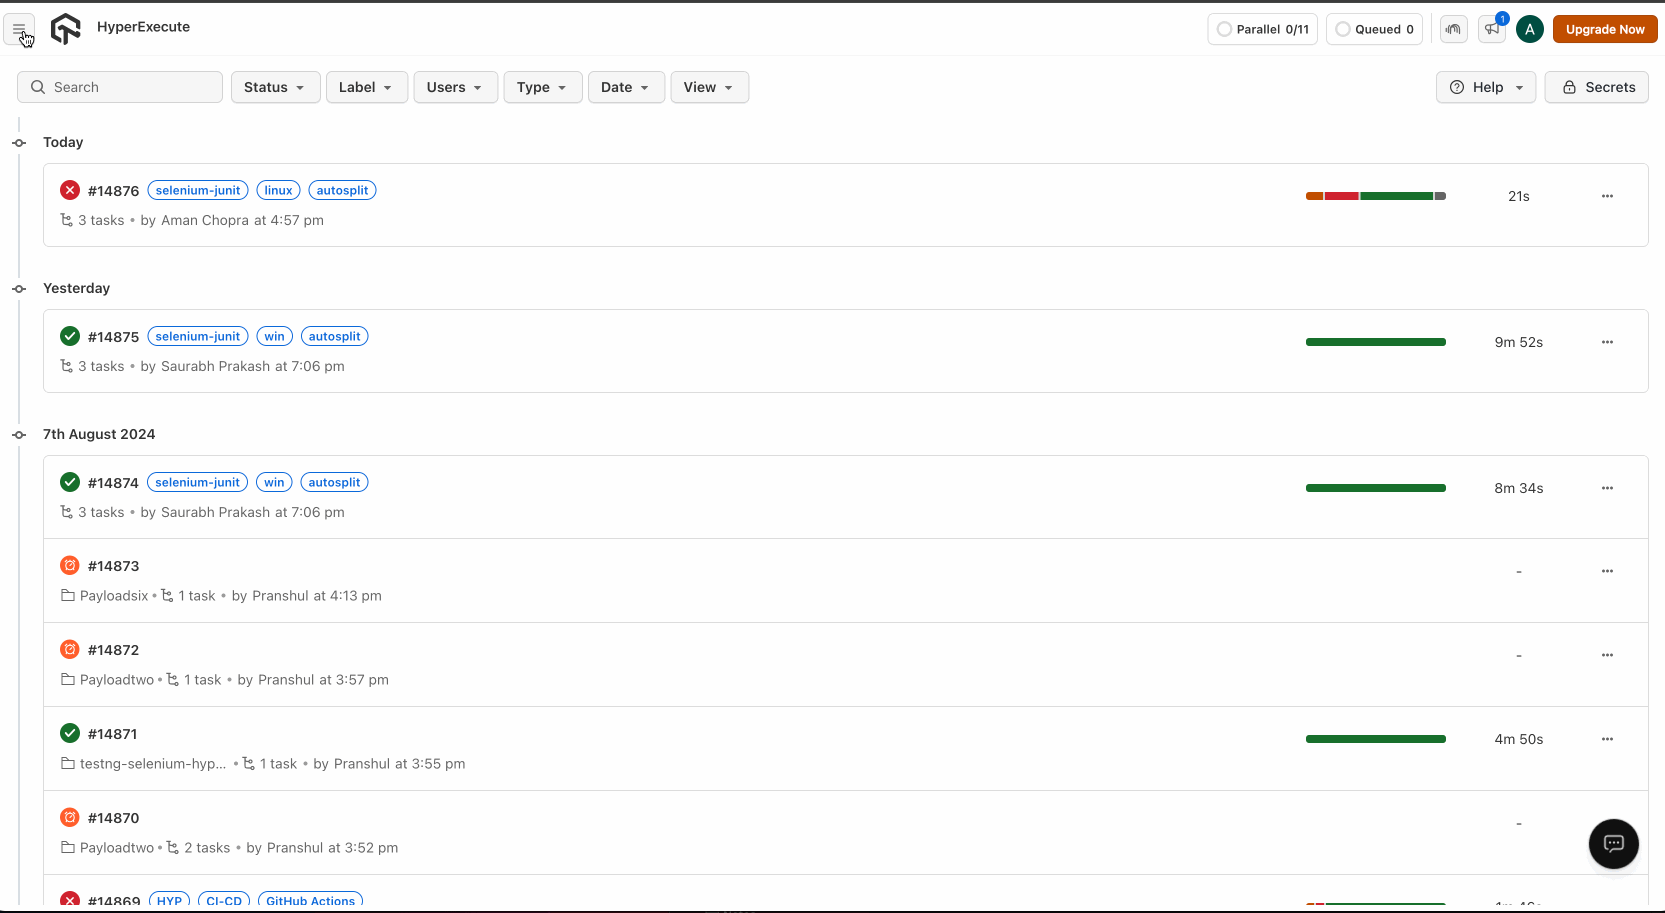 HyperExecute
Parallel 0/11
Queued 0
1
A
Upgrade Now
Search
Status
Label
Users
Type
Date
View
Help
Secrets
Today
#14876 selenium-junit linux autosplit
21s
3 tasks • by Aman Chopra at 4:57 pm
Yesterday
#14875 selenium-junit win autosplit
9m 52s
3 tasks • by Saurabh Prakash at 7:06 pm
7th August 2024
#14874 selenium-junit win autosplit
8m 34s
3 tasks • by Saurabh Prakash at 7:06 pm
#14873
-
Payloadsix • 1 task • by Pranshul at 4:13 pm
#14872
-
Payloadtwo • 1 task • by Pranshul at 3:57 pm
#14871
4m 50s
testng-selenium-hyp... • 1 task • by Pranshul at 3:55 pm
#14870
-
Payloadtwo • 2 tasks • by Pranshul at 3:52 pm
#14869 HYP CI-CD GitHub Actions